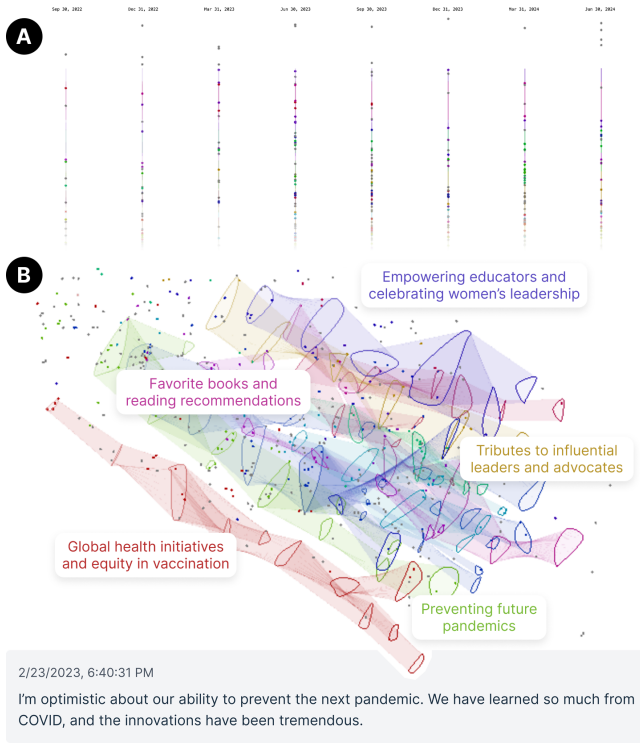 Sep 30, 2022 Dec 31, 2022 Mar 31, 2023 Jun 30, 2023 Sep 30, 2023 Dec 31, 2023 Mar 31, 2024 Jun 30, 2024
A
B
Empowering educators and
celebrating women's leadership
Favorite books and
reading recommendations
Tributes to influential
leaders and advocates
Global health initiatives
and equity in vaccination
Preventing future
pandemics
2/23/2023, 6:40:31 PM
I'm optimistic about our ability to prevent the next pandemic. We have learned so much from
COVID, and the innovations have been tremendous.